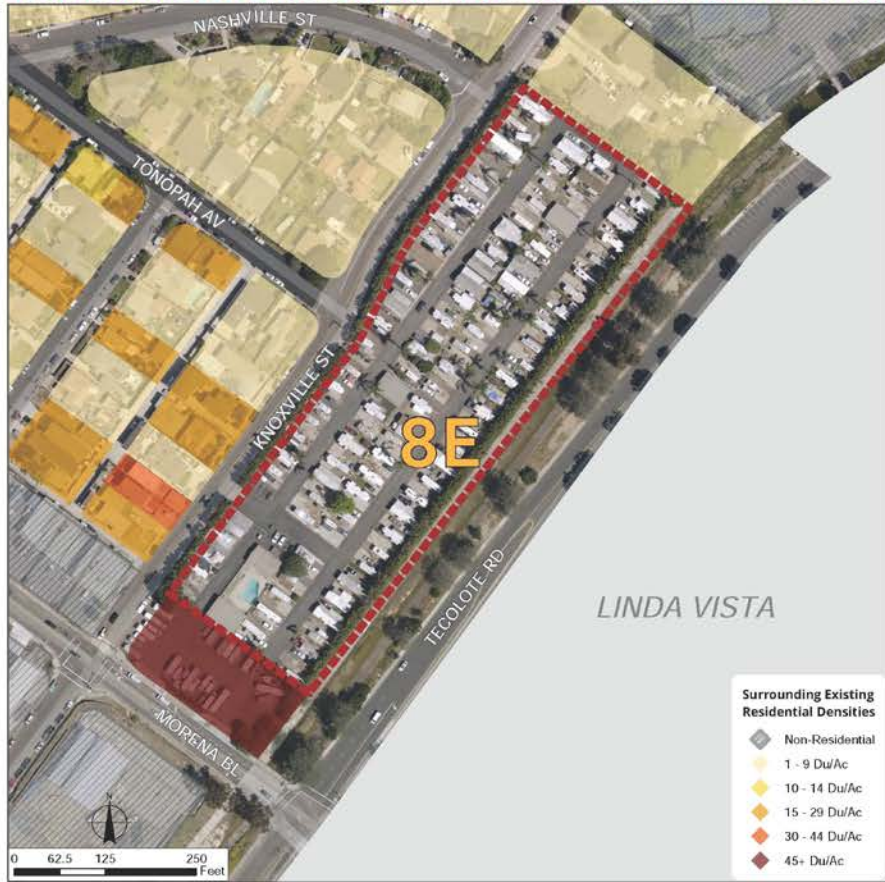 NASHVILLE ST
TONOPAH AV
KNOXVILLE ST
8E
TECOLOTE RD
LINDA VISTA
MORENA BL
N
0 62.5 125 250
Feet
Surrounding Existing
Residential Densities
Non-Residential
1 - 9 Du/Ac
10 - 14 Du/Ac
15 - 29 Du/Ac
30 - 44 Du/Ac
45+ Du/Ac